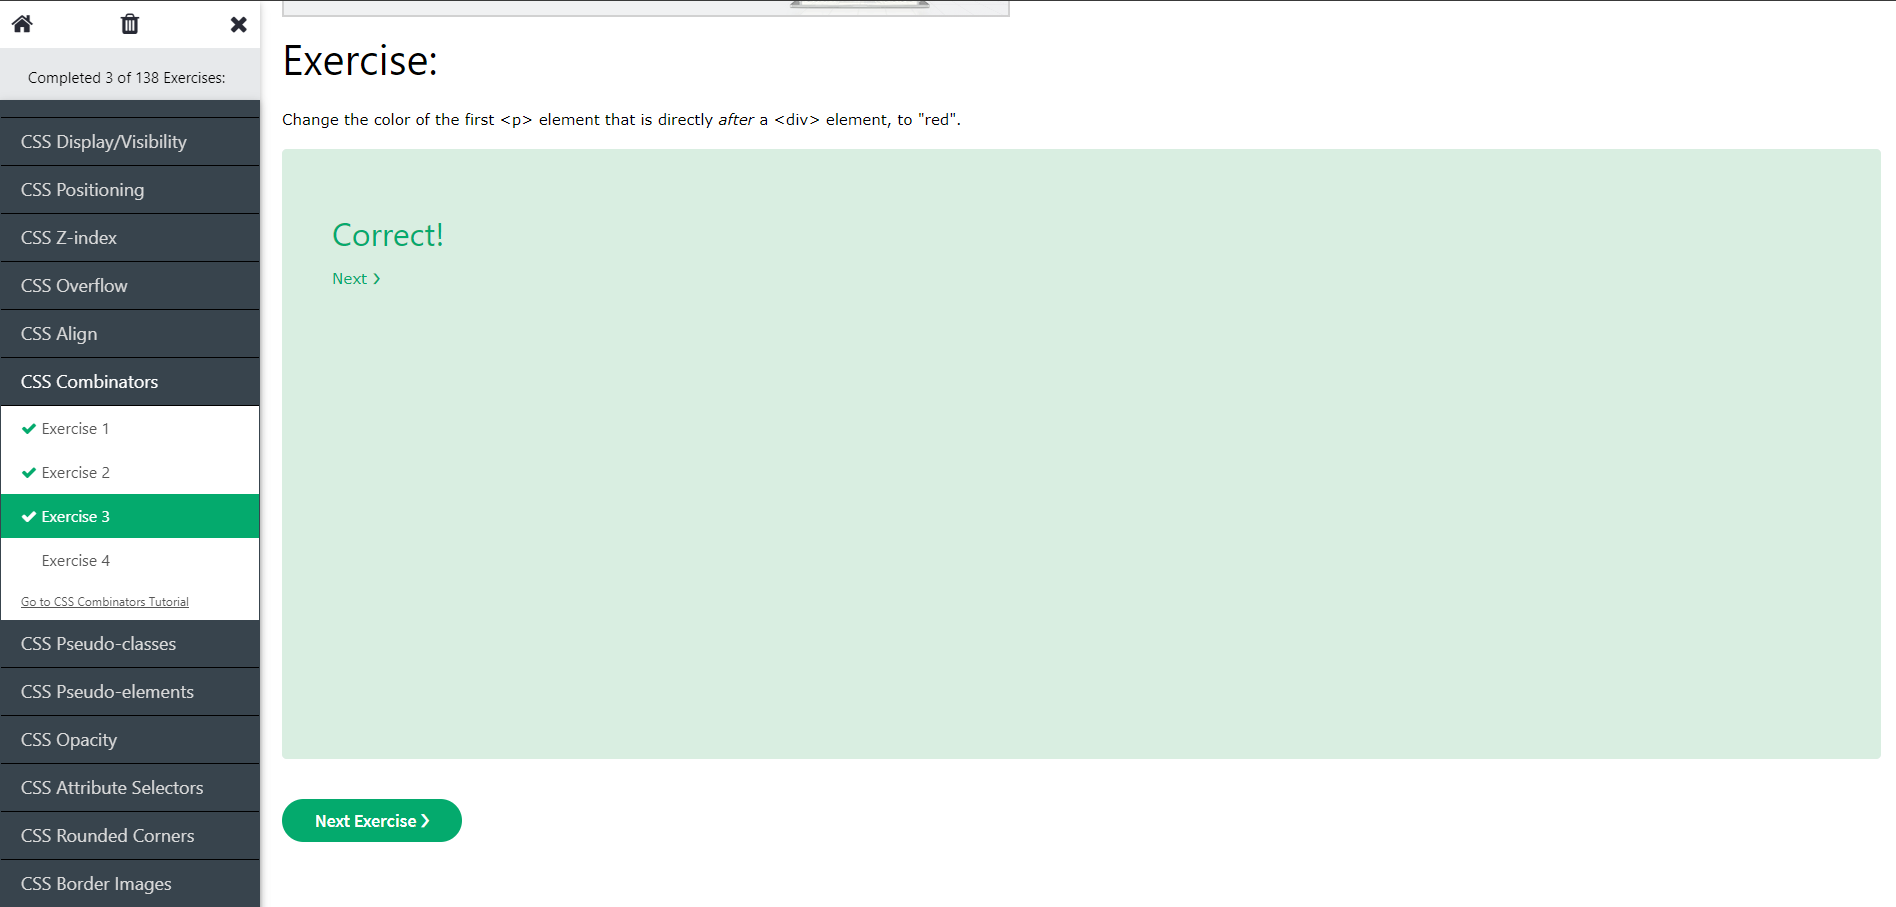 Completed 3 of 138 Exercises:
CSS Display/Visibility
CSS Positioning
CSS Z-index
CSS Overflow
CSS Align
CSS Combinators
Exercise 1
Exercise 2
Exercise 3
Exercise 4
Go to CSS Combinators Tutorial
CSS Pseudo-classes
CSS Pseudo-elements
CSS Opacity
CSS Attribute Selectors
CSS Rounded Corners
CSS Border Images
Exercise:
Change the color of the first <p> element that is directly after a <div> element, to "red".
Correct!
Next ❯
Next Exercise ❯